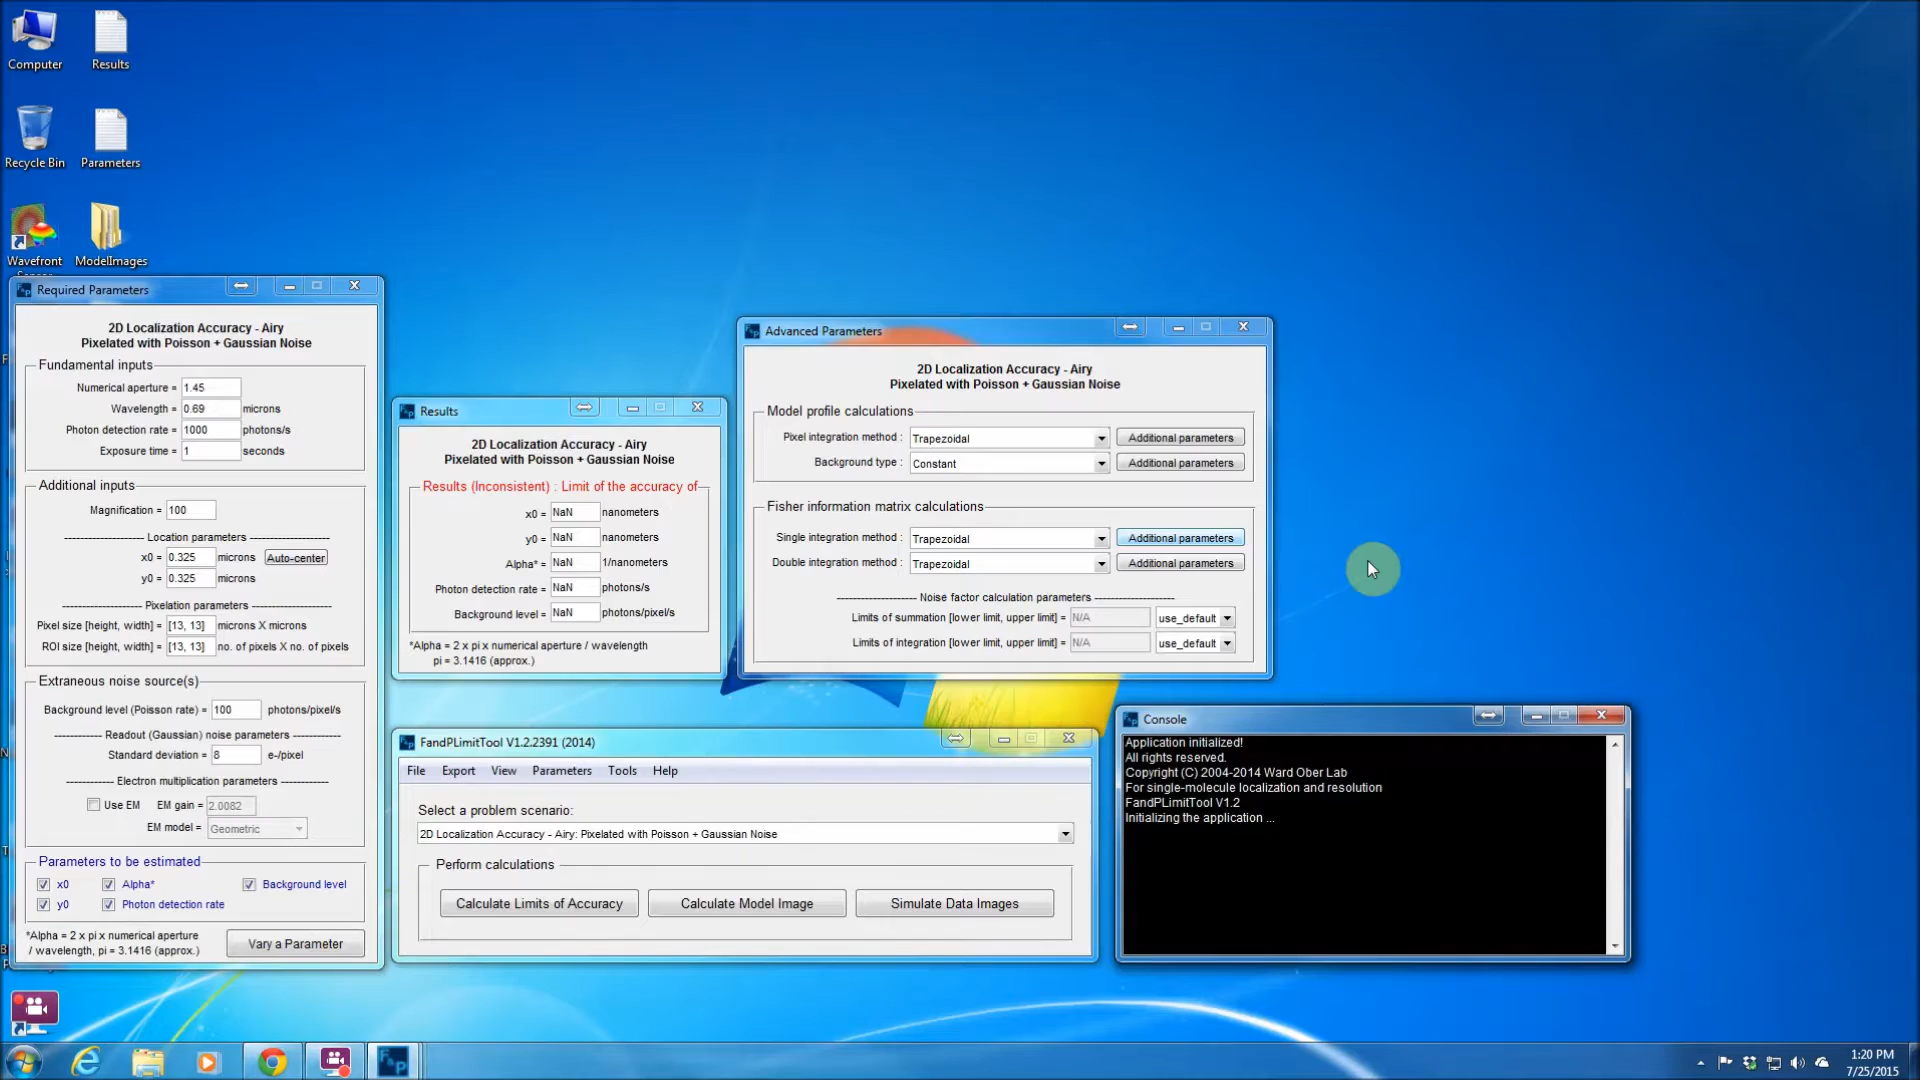 Computer
Results
Recycle Bin
Parameters
Wavefront
ModelImages
Required Parameters
2D Localization Accuracy - Airy
Pixelated with Poisson + Gaussian Noise
Fundamental inputs
Numerical aperture = 1.45
Wavelength = 0.69 microns
Photon detection rate = 1000 photons/s
Exposure time = 1 seconds
Additional inputs
Magnification = 100
-------------------- Location parameters --------------------
x0 = 0.325 microns Auto-center
y0 = 0.325 microns
-------------------- Pixelation parameters --------------------
Pixel size [height, width] = [13, 13] microns X microns
ROI size [height, width] = [13, 13] no. of pixels X no. of pixels
Extraneous noise source(s)
Background level (Poisson rate) = 100 photons/pixel/s
------------ Readout (Gaussian) noise parameters ------------
Standard deviation = 8 e-/pixel
------------ Electron multiplication parameters ------------
Use EM EM gain = 2.0082
EM model = Geometric
Parameters to be estimated
x0 Alpha* Background level
y0 Photon detection rate
*Alpha = 2 x pi x numerical aperture
/ wavelength, pi = 3.1416 (approx.)
Vary a Parameter
Results
2D Localization Accuracy - Airy
Pixelated with Poisson + Gaussian Noise
Results (Inconsistent) : Limit of the accuracy of
x0 = NaN nanometers
y0 = NaN nanometers
Alpha* = NaN 1/nanometers
Photon detection rate = NaN photons/s
Background level = NaN photons/pixel/s
*Alpha = 2 x pi x numerical aperture / wavelength
pi = 3.1416 (approx.)
Advanced Parameters
2D Localization Accuracy - Airy
Pixelated with Poisson + Gaussian Noise
Model profile calculations
Pixel integration method : Trapezoidal Additional parameters
Background type : Constant Additional parameters
Fisher information matrix calculations
Single integration method : Trapezoidal Additional parameters
Double integration method : Trapezoidal Additional parameters
-------------------- Noise factor calculation parameters --------------------
Limits of summation [lower limit, upper limit] = N/A use_default
Limits of integration [lower limit, upper limit] = N/A use_default
FandPLimitTool V1.2.2391 (2014)
File Export View Parameters Tools Help
Select a problem scenario:
2D Localization Accuracy - Airy: Pixelated with Poisson + Gaussian Noise
Perform calculations
Calculate Limits of Accuracy Calculate Model Image Simulate Data Images
Console
Application initialized!
All rights reserved.
Copyright (C) 2004-2014 Ward Ober Lab
For single-molecule localization and resolution
FandPLimitTool V1.2
Initializing the application ...
1:20 PM
7/25/2015